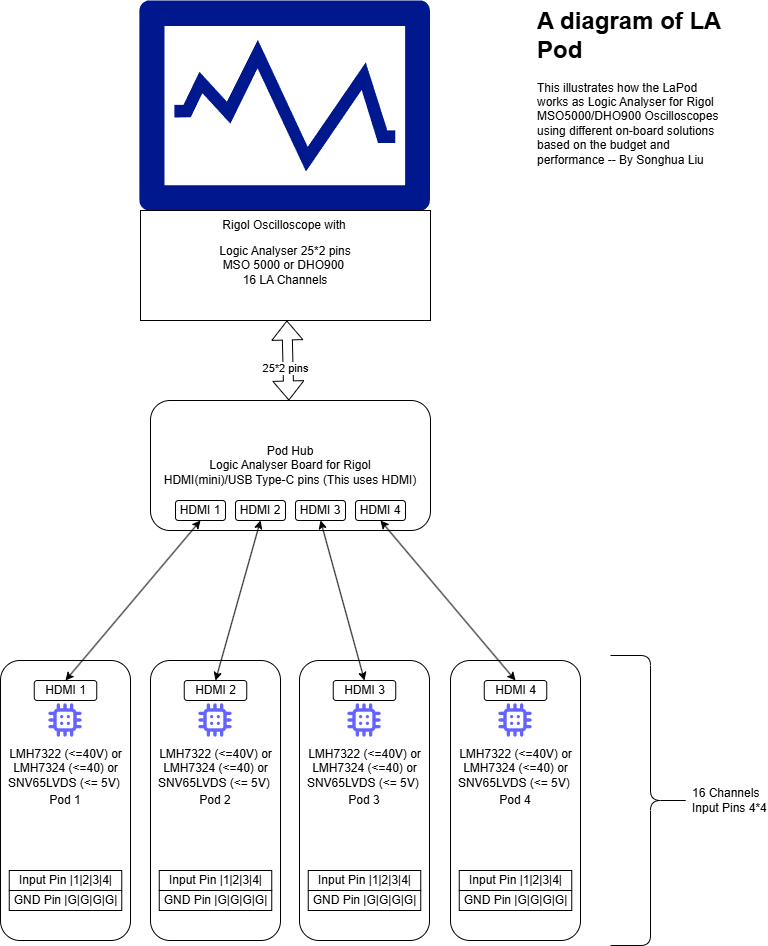 A diagram of LA
Pod
This illustrates how the LaPod
works as Logic Analyser for Rigol
MSO5000/DHO900 Oscilloscopes
using different on-board solutions
based on the budget and
performance -- By Songhua Liu
Rigol Oscilloscope with
Logic Analyser 25*2 pins
MSO 5000 or DHO900
16 LA Channels
25*2 pins
Pod Hub
Logic Analyser Board for Rigol
HDMI(mini)/USB Type-C pins (This uses HDMI)
HDMI 1
HDMI 2
HDMI 3
HDMI 4
HDMI 1
LMH7322 (<=40V) or
LMH7324 (<=40) or
SNV65LVDS (<= 5V)
Pod 1
Input Pin |1|2|3|4|
GND Pin |G|G|G|G|
HDMI 2
LMH7322 (<=40V) or
LMH7324 (<=40) or
SNV65LVDS (<= 5V)
Pod 2
Input Pin |1|2|3|4|
GND Pin |G|G|G|G|
HDMI 3
LMH7322 (<=40V) or
LMH7324 (<=40) or
SNV65LVDS (<= 5V)
Pod 3
Input Pin |1|2|3|4|
GND Pin |G|G|G|G|
HDMI 4
LMH7322 (<=40V) or
LMH7324 (<=40) or
SNV65LVDS (<= 5V)
Pod 4
Input Pin |1|2|3|4|
GND Pin |G|G|G|G|
16 Channels
Input Pins 4*4